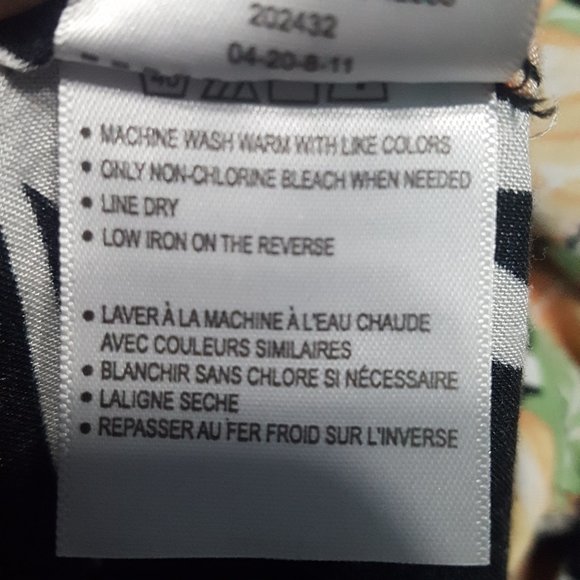 202432
04-20-8-11
40
• MACHINE WASH WARM WITH LIKE COLORS
• ONLY NON-CHLORINE BLEACH WHEN NEEDED
• LINE DRY
• LOW IRON ON THE REVERSE
• LAVER À LA MACHINE À L'EAU CHAUDE
AVEC COULEURS SIMILAIRES
• BLANCHIR SANS CHLORE SI NÉCESSAIRE
• LALIGNE SECHE
• REPASSER AU FER FROID SUR L'INVERSE